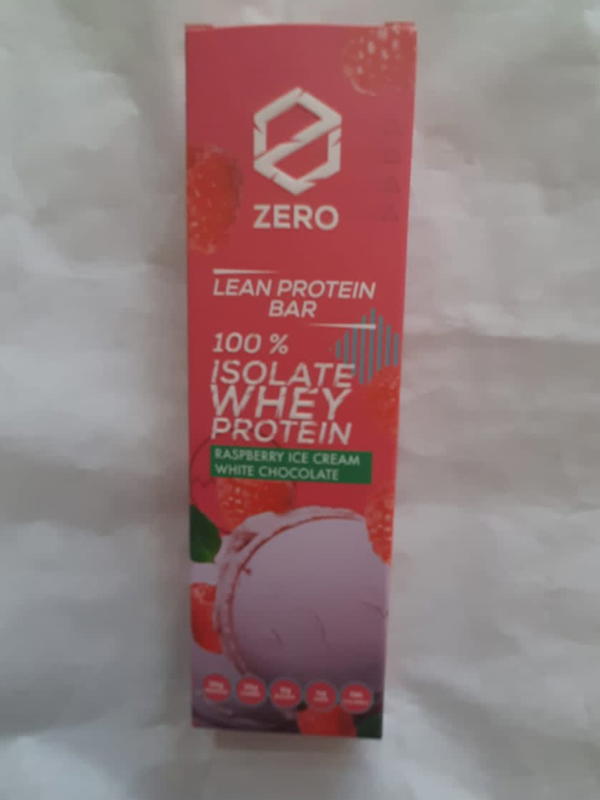 ZERO
LEAN PROTEIN
BAR
100 %
ISOLATE
WHEY
PROTEIN
RASPBERRY ICE CREAM
WHITE CHOCOLATE